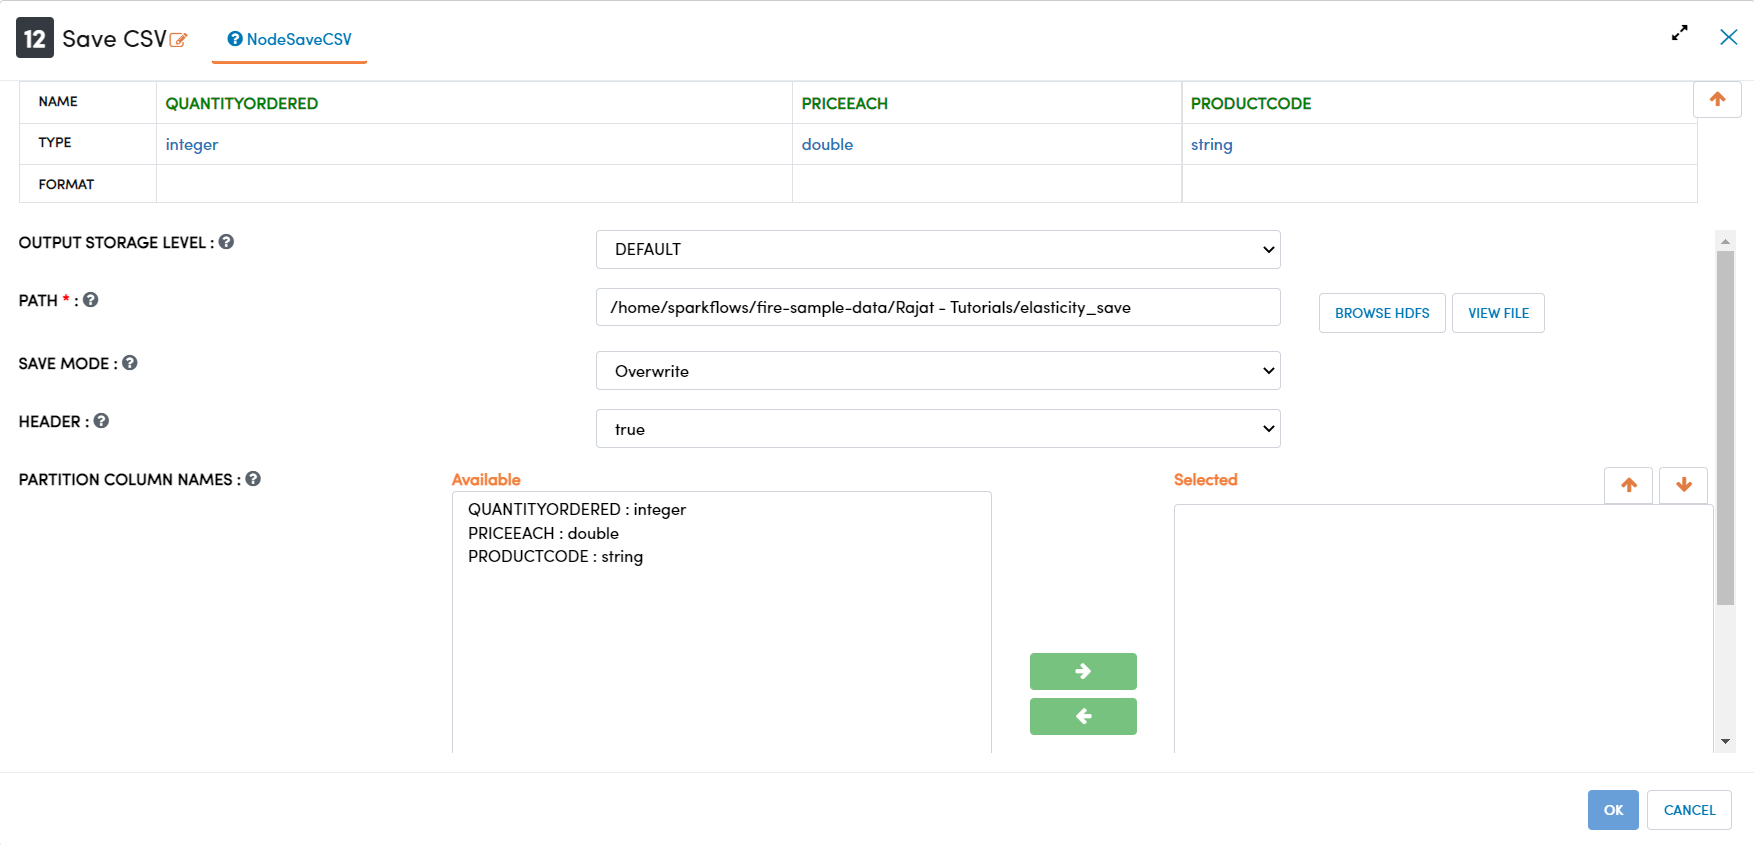 12 Save CSV NodeSaveCSV
NAME QUANTITYORDERED PRICEEACH PRODUCTCODE
TYPE integer double string
FORMAT
OUTPUT STORAGE LEVEL : DEFAULT
PATH * : /home/sparkflows/fire-sample-data/Rajat - Tutorials/elasticity_save BROWSE HDFS VIEW FILE
SAVE MODE : Overwrite
HEADER : true
PARTITION COLUMN NAMES : Available Selected
QUANTITYORDERED : integer
PRICEEACH : double
PRODUCTCODE : string
OK CANCEL